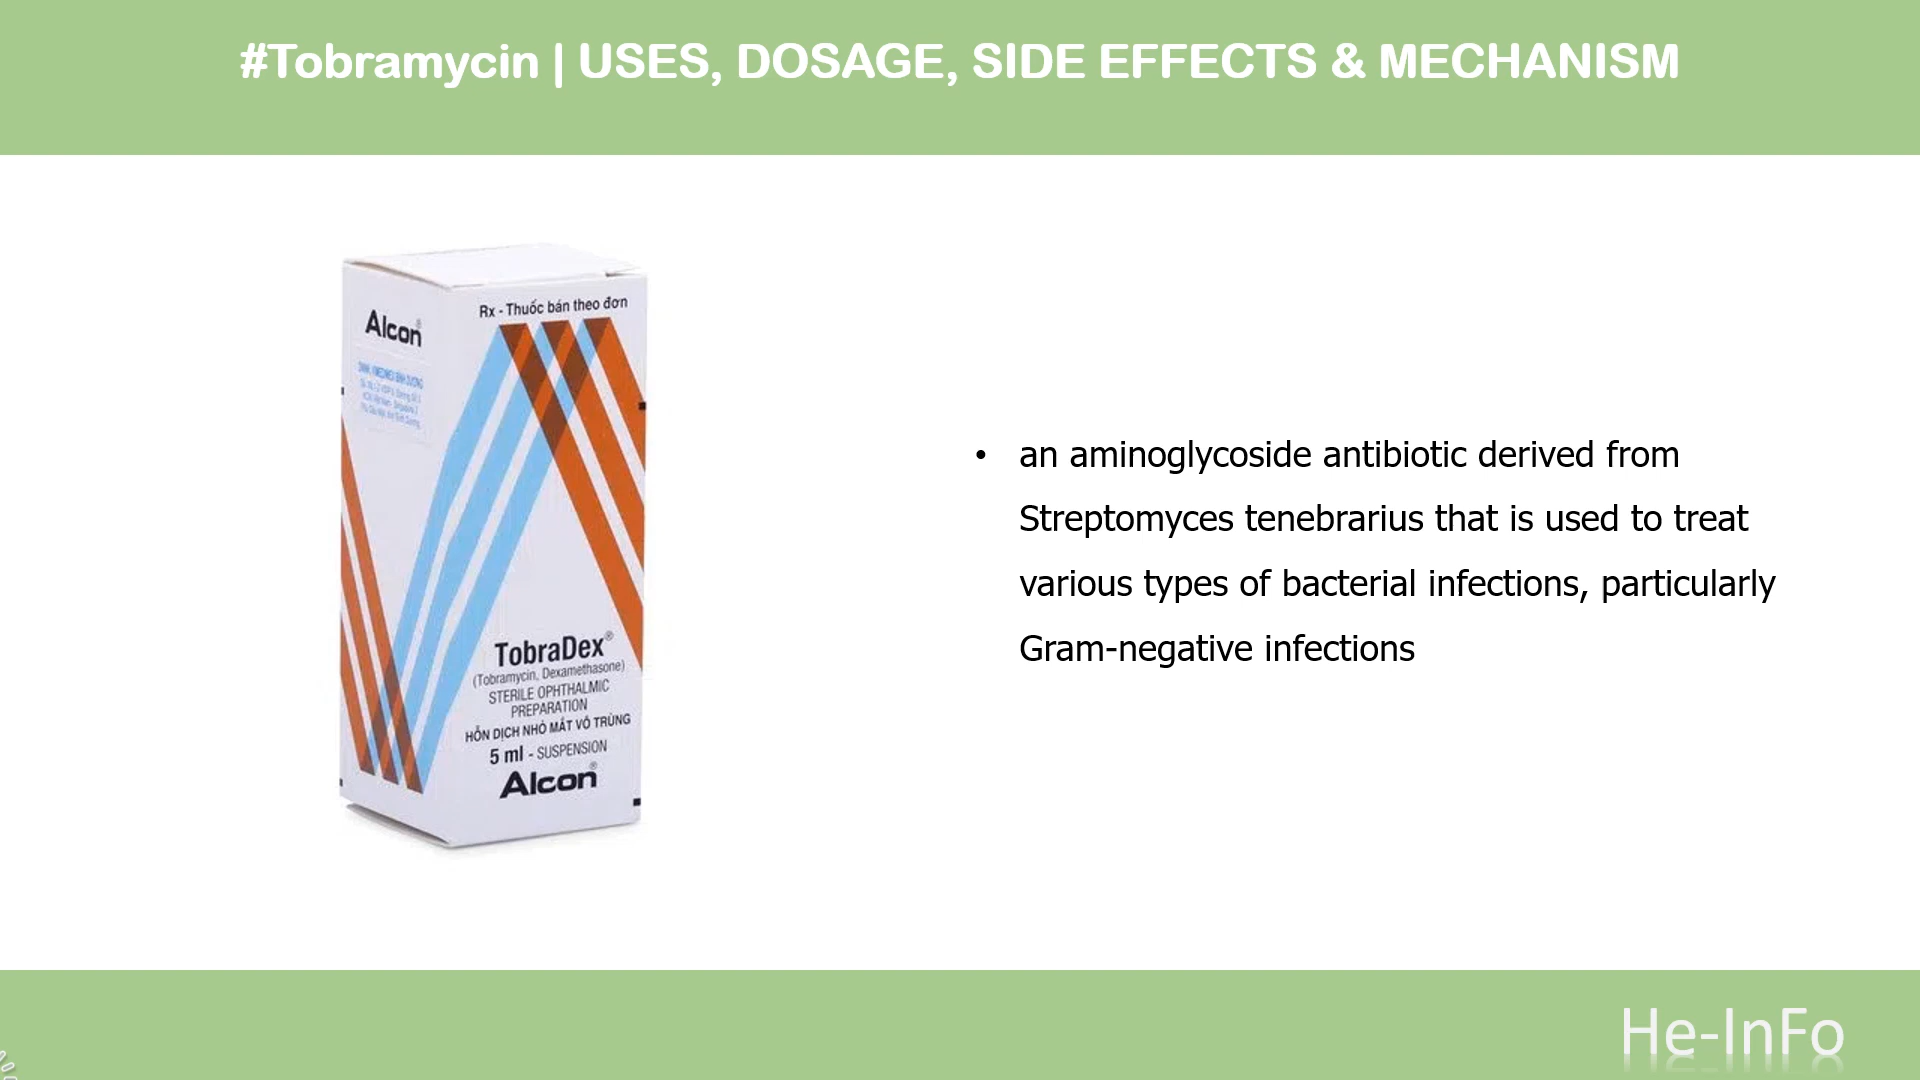 #Tobramycin | USES, DOSAGE, SIDE EFFECTS & MECHANISM
Alcon®
Rx - Thuốc bán theo đơn
TobraDex®
(Tobramycin, Dexamethasone)
STERILE OPHTHALMIC
PREPARATION
HỖN DỊCH NHỎ MẮT VÔ TRÙNG
5 ml - SUSPENSION
Alcon®
• an aminoglycoside antibiotic derived from
Streptomyces tenebrarius that is used to treat
various types of bacterial infections, particularly
Gram-negative infections
He-InFo